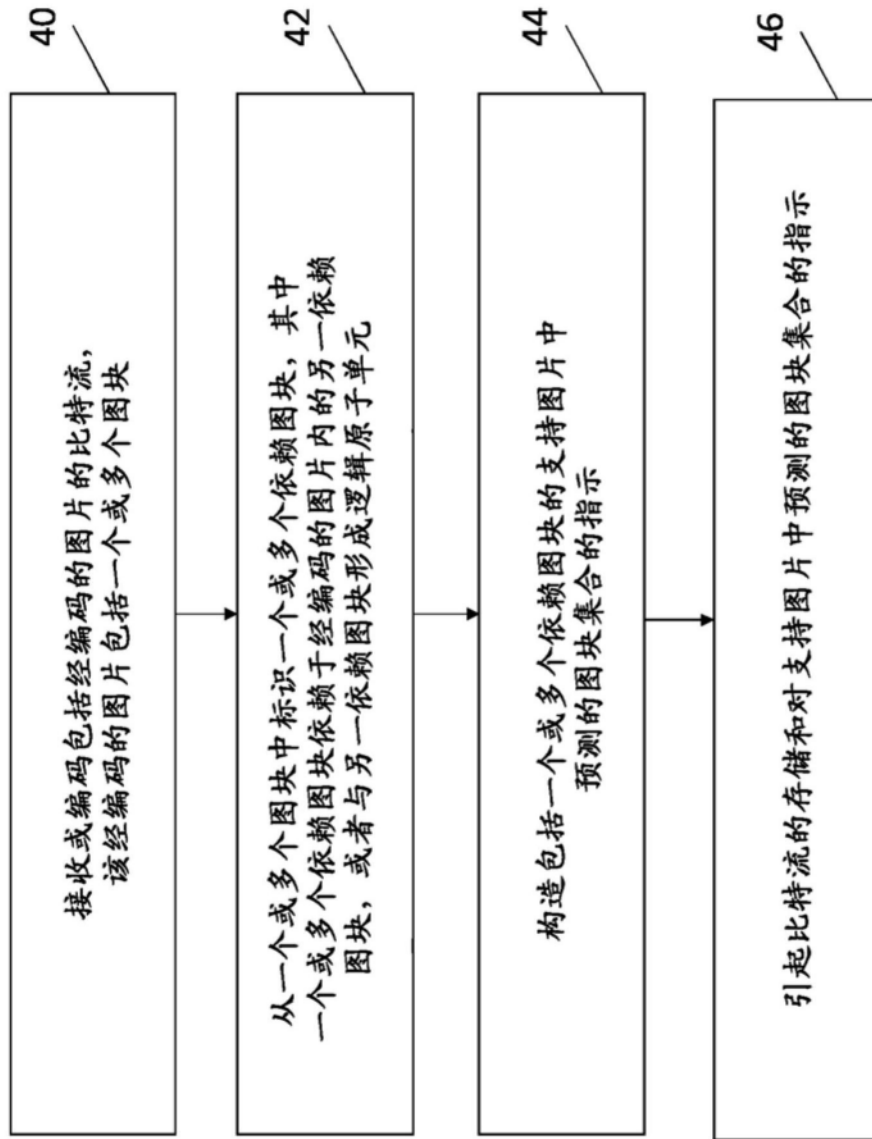 40
接收或编码包括经编码的图片的比特流，
该经编码的图片包括一个或多个图块
42
从一个或多个图块中标识一个或多个依赖图块，其中
一个或多个依赖图块依赖于经编码的图片内的另一依赖
图块，或者与另一依赖图块形成逻辑原子单元
44
构造包括一个或多个依赖图块的支持图片中
预测的图块集合的指示
46
引起比特流的存储和对支持图片中预测的图块集合的指示